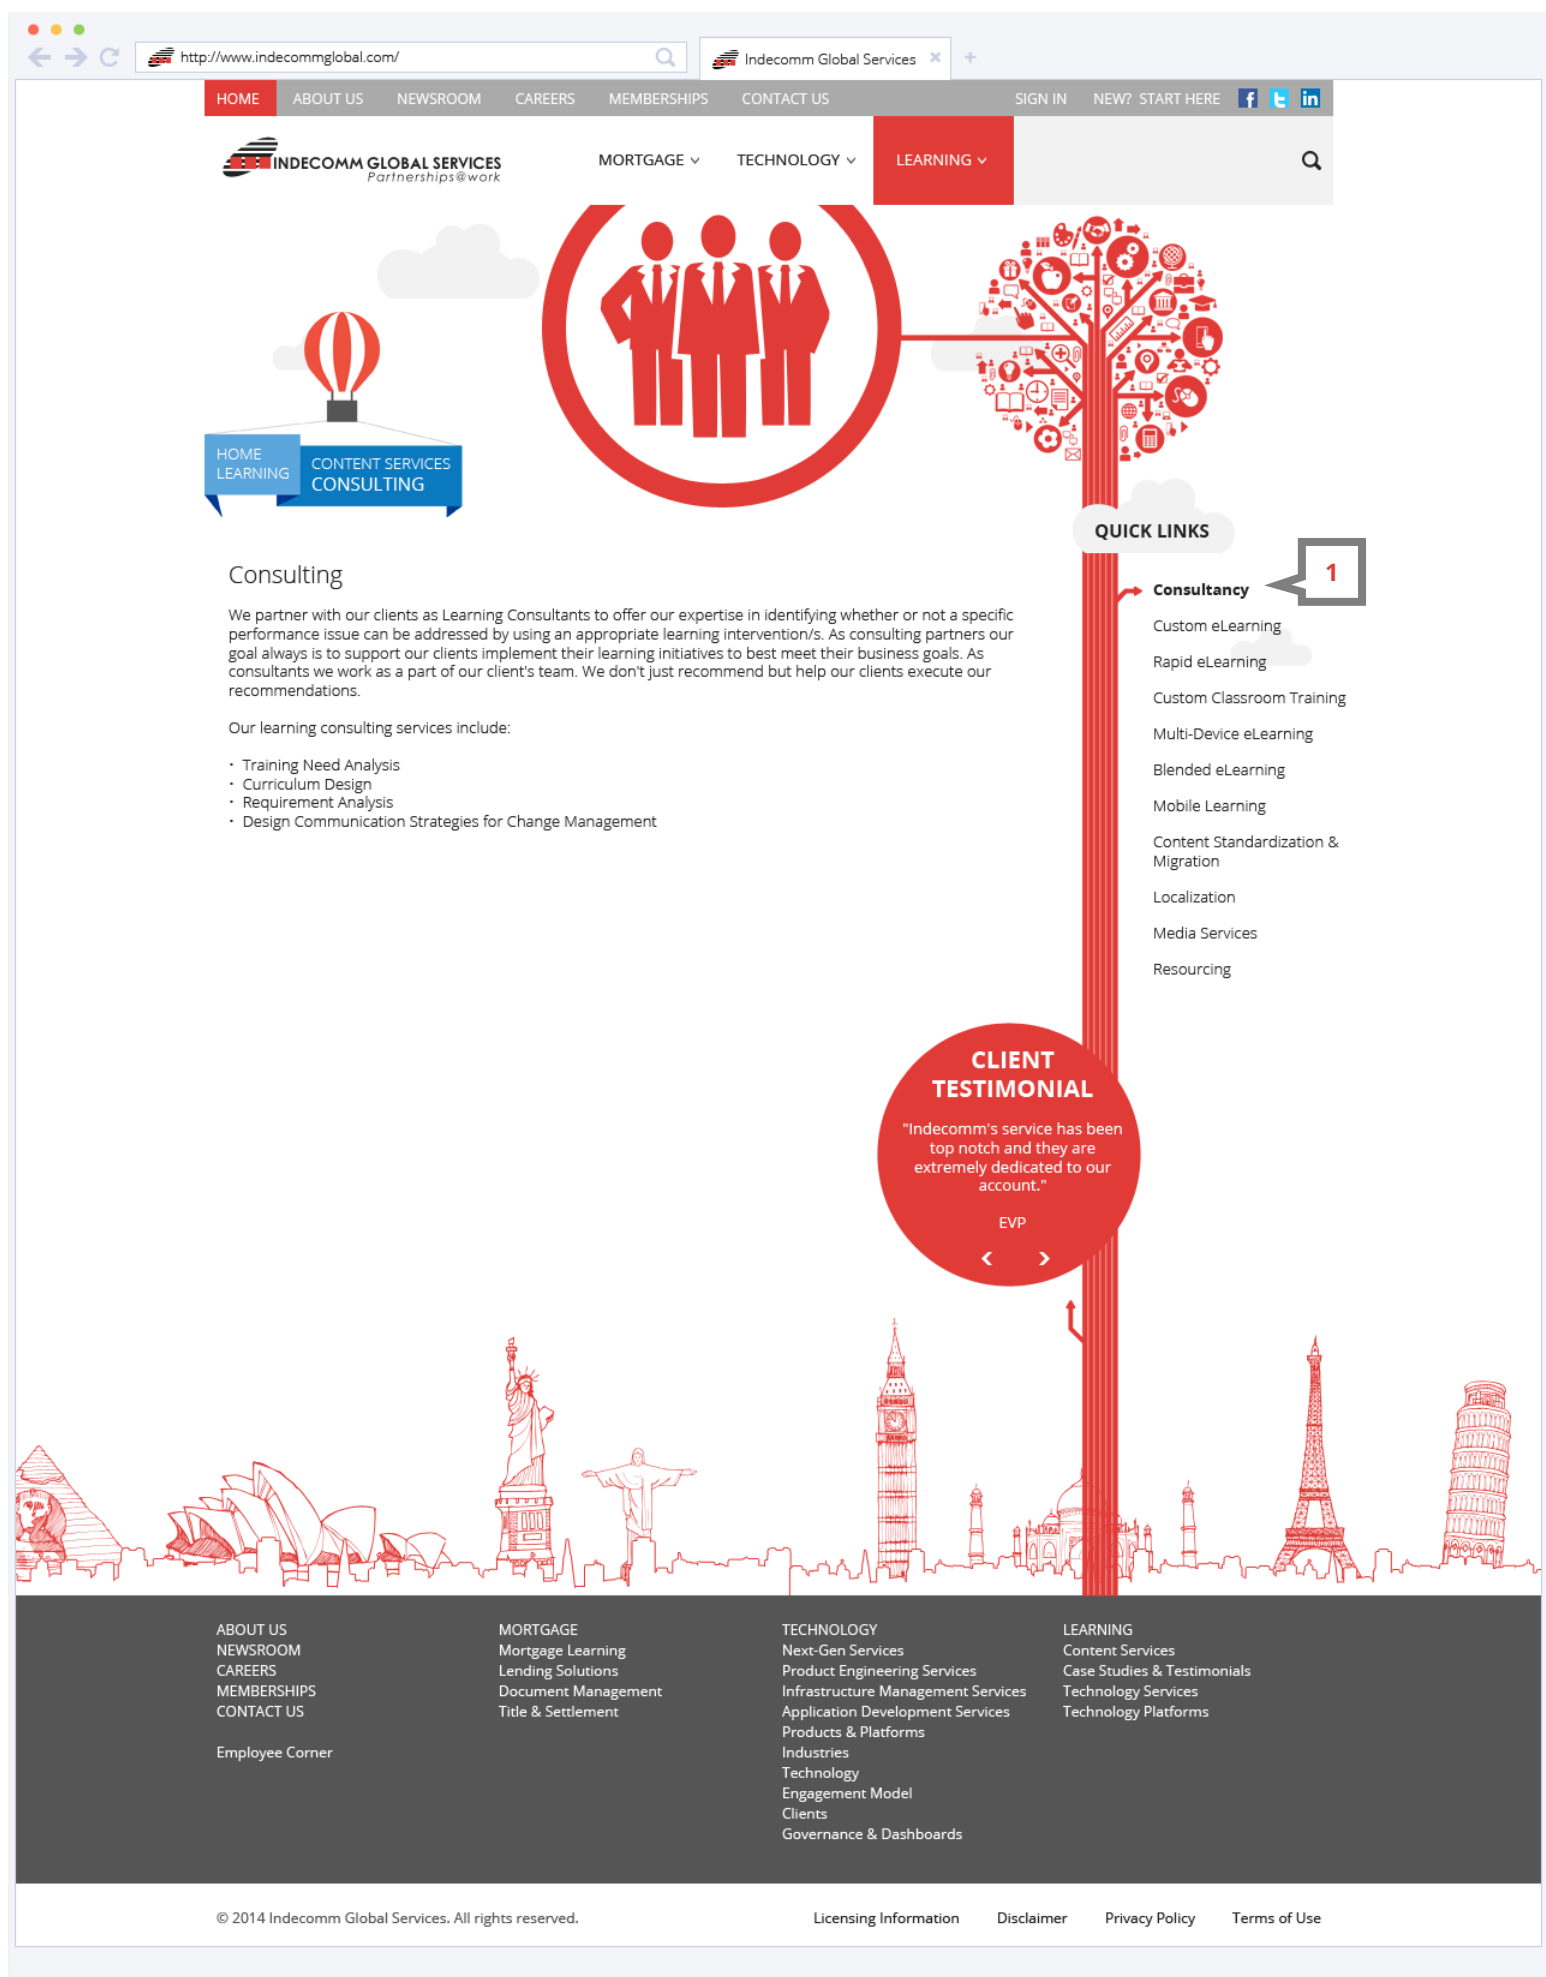 http://www.indecommglobal.com/
Indecomm Global Services
HOME ABOUT US NEWSROOM CAREERS MEMBERSHIPS CONTACT US SIGN IN NEW? START HERE
INDECOMM GLOBAL SERVICES
Partnerships@work
MORTGAGE TECHNOLOGY LEARNING
HOME
LEARNING
CONTENT SERVICES
CONSULTING
QUICK LINKS
1
Consultancy
Custom eLearning
Rapid eLearning
Custom Classroom Training
Multi-Device eLearning
Blended eLearning
Mobile Learning
Content Standardization &
Migration
Localization
Media Services
Resourcing
Consulting
We partner with our clients as Learning Consultants to offer our expertise in identifying whether or not a specific
performance issue can be addressed by using an appropriate learning intervention/s. As consulting partners our
goal always is to support our clients implement their learning initiatives to best meet their business goals. As
consultants we work as a part of our client's team. We don't just recommend but help our clients execute our
recommendations.
Our learning consulting services include:
· Training Need Analysis
· Curriculum Design
· Requirement Analysis
· Design Communication Strategies for Change Management
CLIENT
TESTIMONIAL
"Indecomm's service has been
top notch and they are
extremely dedicated to our
account."
EVP
ABOUT US
NEWSROOM
CAREERS
MEMBERSHIPS
CONTACT US
Employee Corner
MORTGAGE
Mortgage Learning
Lending Solutions
Document Management
Title & Settlement
TECHNOLOGY
Next-Gen Services
Product Engineering Services
Infrastructure Management Services
Application Development Services
Products & Platforms
Industries
Technology
Engagement Model
Clients
Governance & Dashboards
LEARNING
Content Services
Case Studies & Testimonials
Technology Services
Technology Platforms
© 2014 Indecomm Global Services. All rights reserved.
Licensing Information Disclaimer Privacy Policy Terms of Use